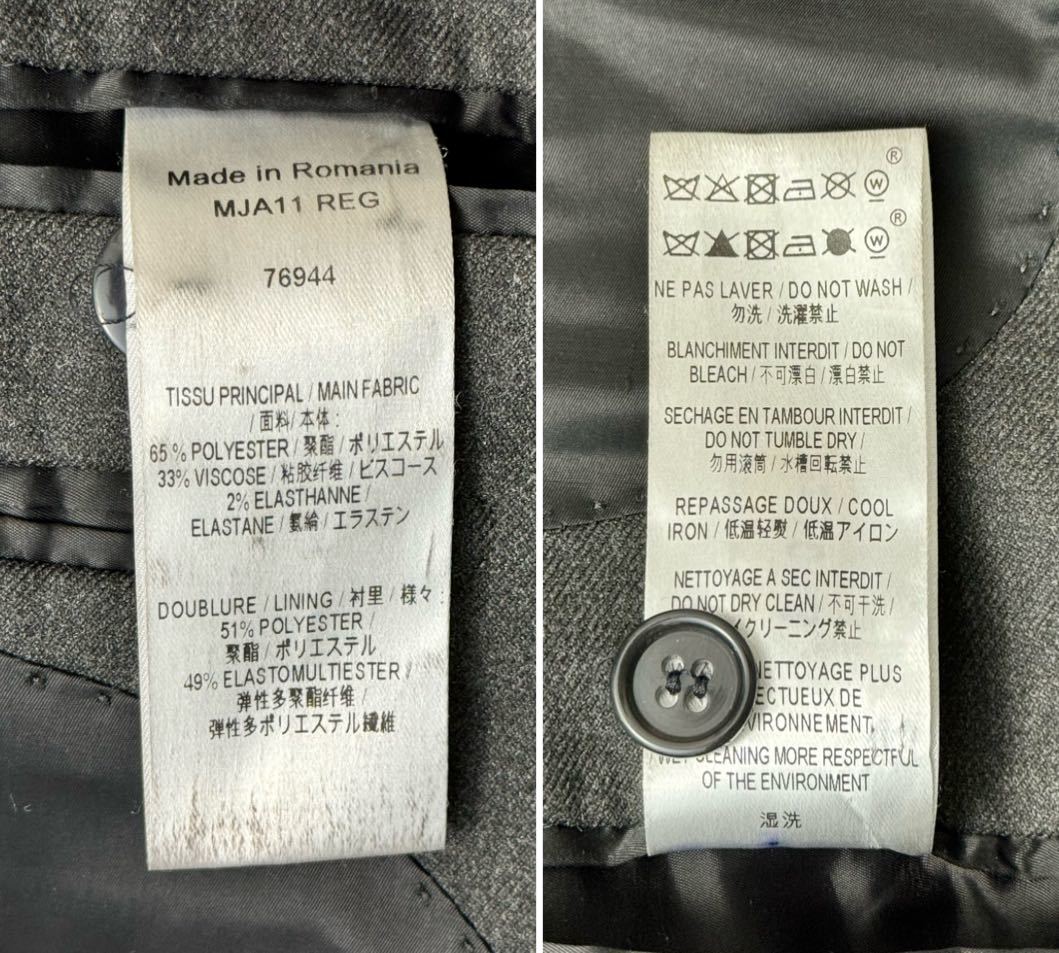 Made in Romania
MJA11 REG
76944
TISSU PRINCIPAL / MAIN FABRIC
/ 面料/ 本体 :
65 % POLYESTER / 聚酯 / ポリエステル
33% VISCOSE / 粘胶纤维 / ビスコース
2% ELASTHANNE /
ELASTANE / 氨綸 / エラステン
DOUBLURE / LINING / 衬里 / 様々 :
51% POLYESTER /
聚酯 / ポリエステル
49% ELASTOMULTIESTER /
弹性多聚酯纤维 /
弹性多ポリエステル繊維
W ®
W ®
NE PAS LAVER / DO NOT WASH /
勿洗 / 洗濯禁止
BLANCHIMENT INTERDIT / DO NOT
BLEACH / 不可漂白 / 漂白禁止
SECHAGE EN TAMBOUR INTERDIT /
DO NOT TUMBLE DRY /
勿用滚筒 / 水槽回転禁止
REPASSAGE DOUX / COOL
IRON / 低温轻熨 / 低温アイロン
NETTOYAGE A SEC INTERDIT /
DO NOT DRY CLEAN / 不可干洗 /
イクリーニング禁止
NETTOYAGE PLUS
ECTUEUX DE
VIRONNEMENT.
CLEANING MORE RESPECTFUL
OF THE ENVIRONMENT
湿洗